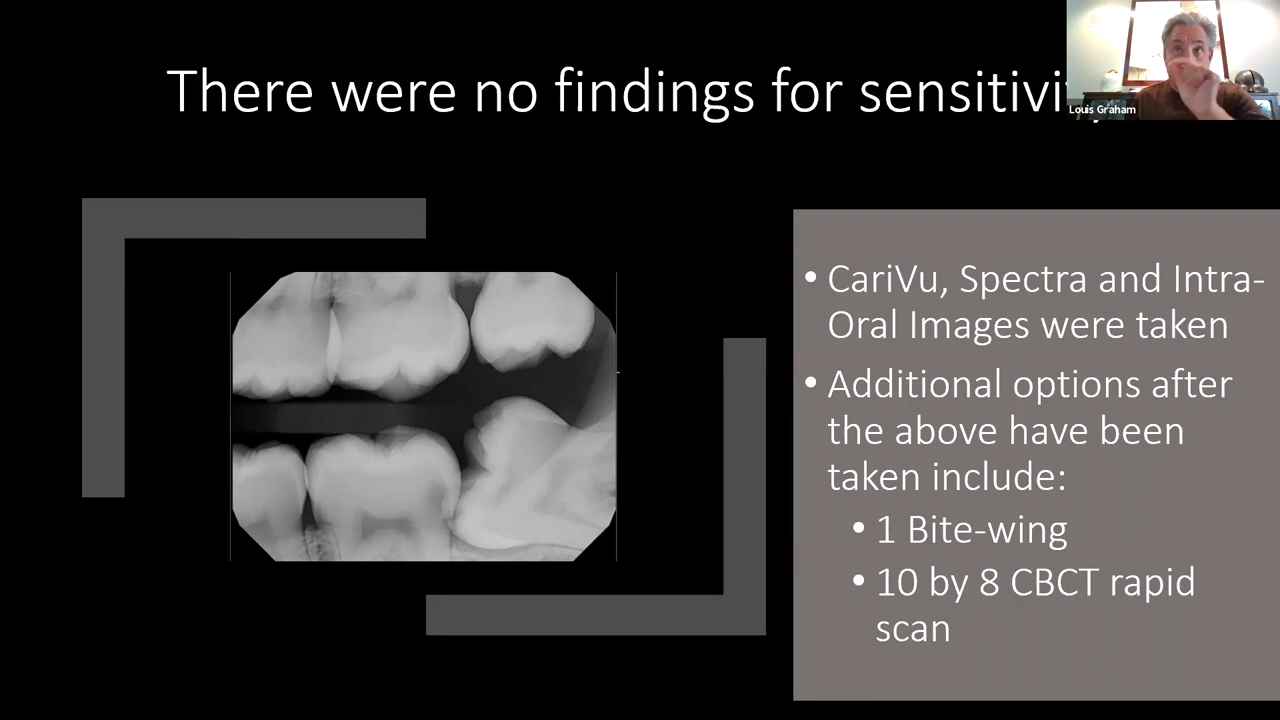 There were no findings for
Louis Graham
• CariVu, Spectra and Intra-
Oral Images were taken
• Additional options after
the above have been
taken include:
• 1 Bite-wing
• 10 by 8 CBCT rapid
scan